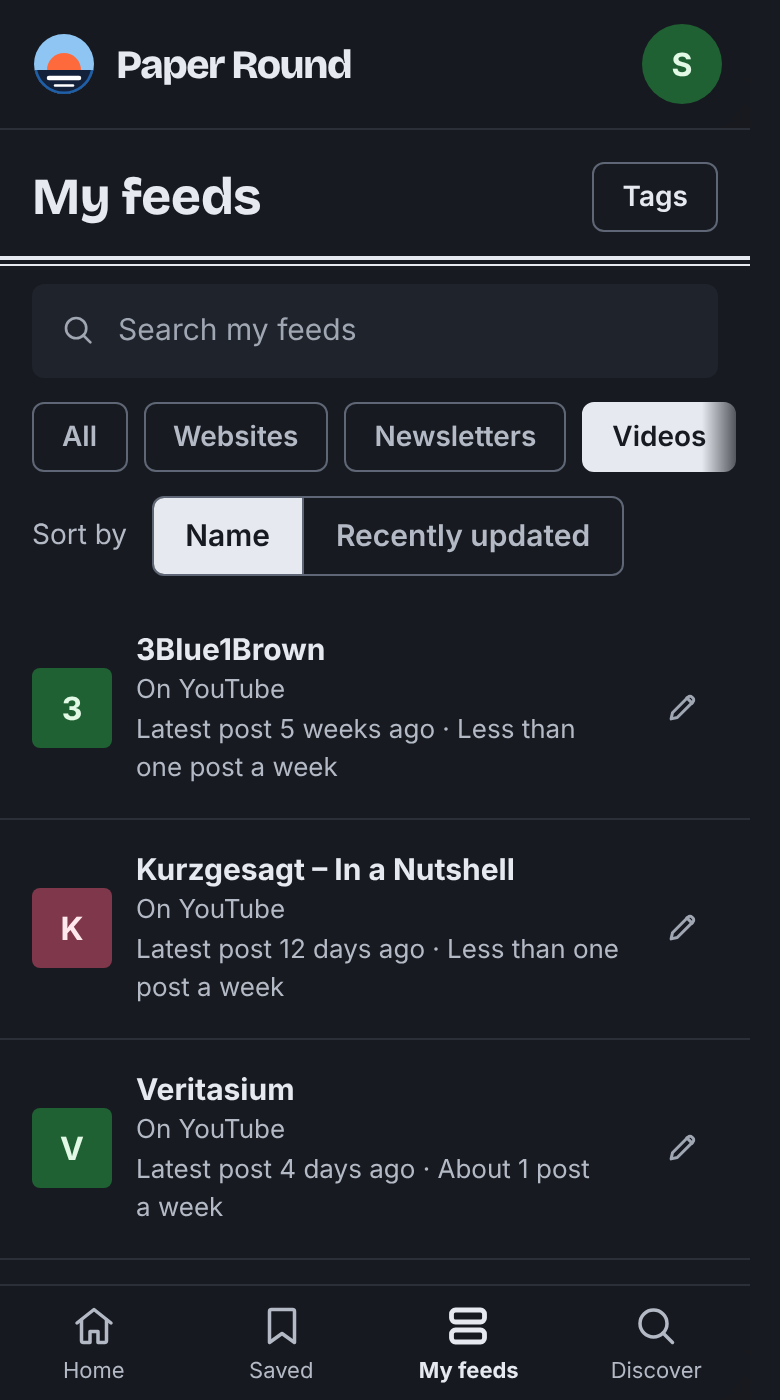 Paper Round
S
My feeds
Tags
Search my feeds
All
Websites
Newsletters
Videos
Sort by
Name
Recently updated
3
3Blue1Brown
On YouTube
Latest post 5 weeks ago · Less than
one post a week
K
Kurzgesagt – In a Nutshell
On YouTube
Latest post 12 days ago · Less than one
post a week
V
Veritasium
On YouTube
Latest post 4 days ago · About 1 post
a week
Home
Saved
My feeds
Discover